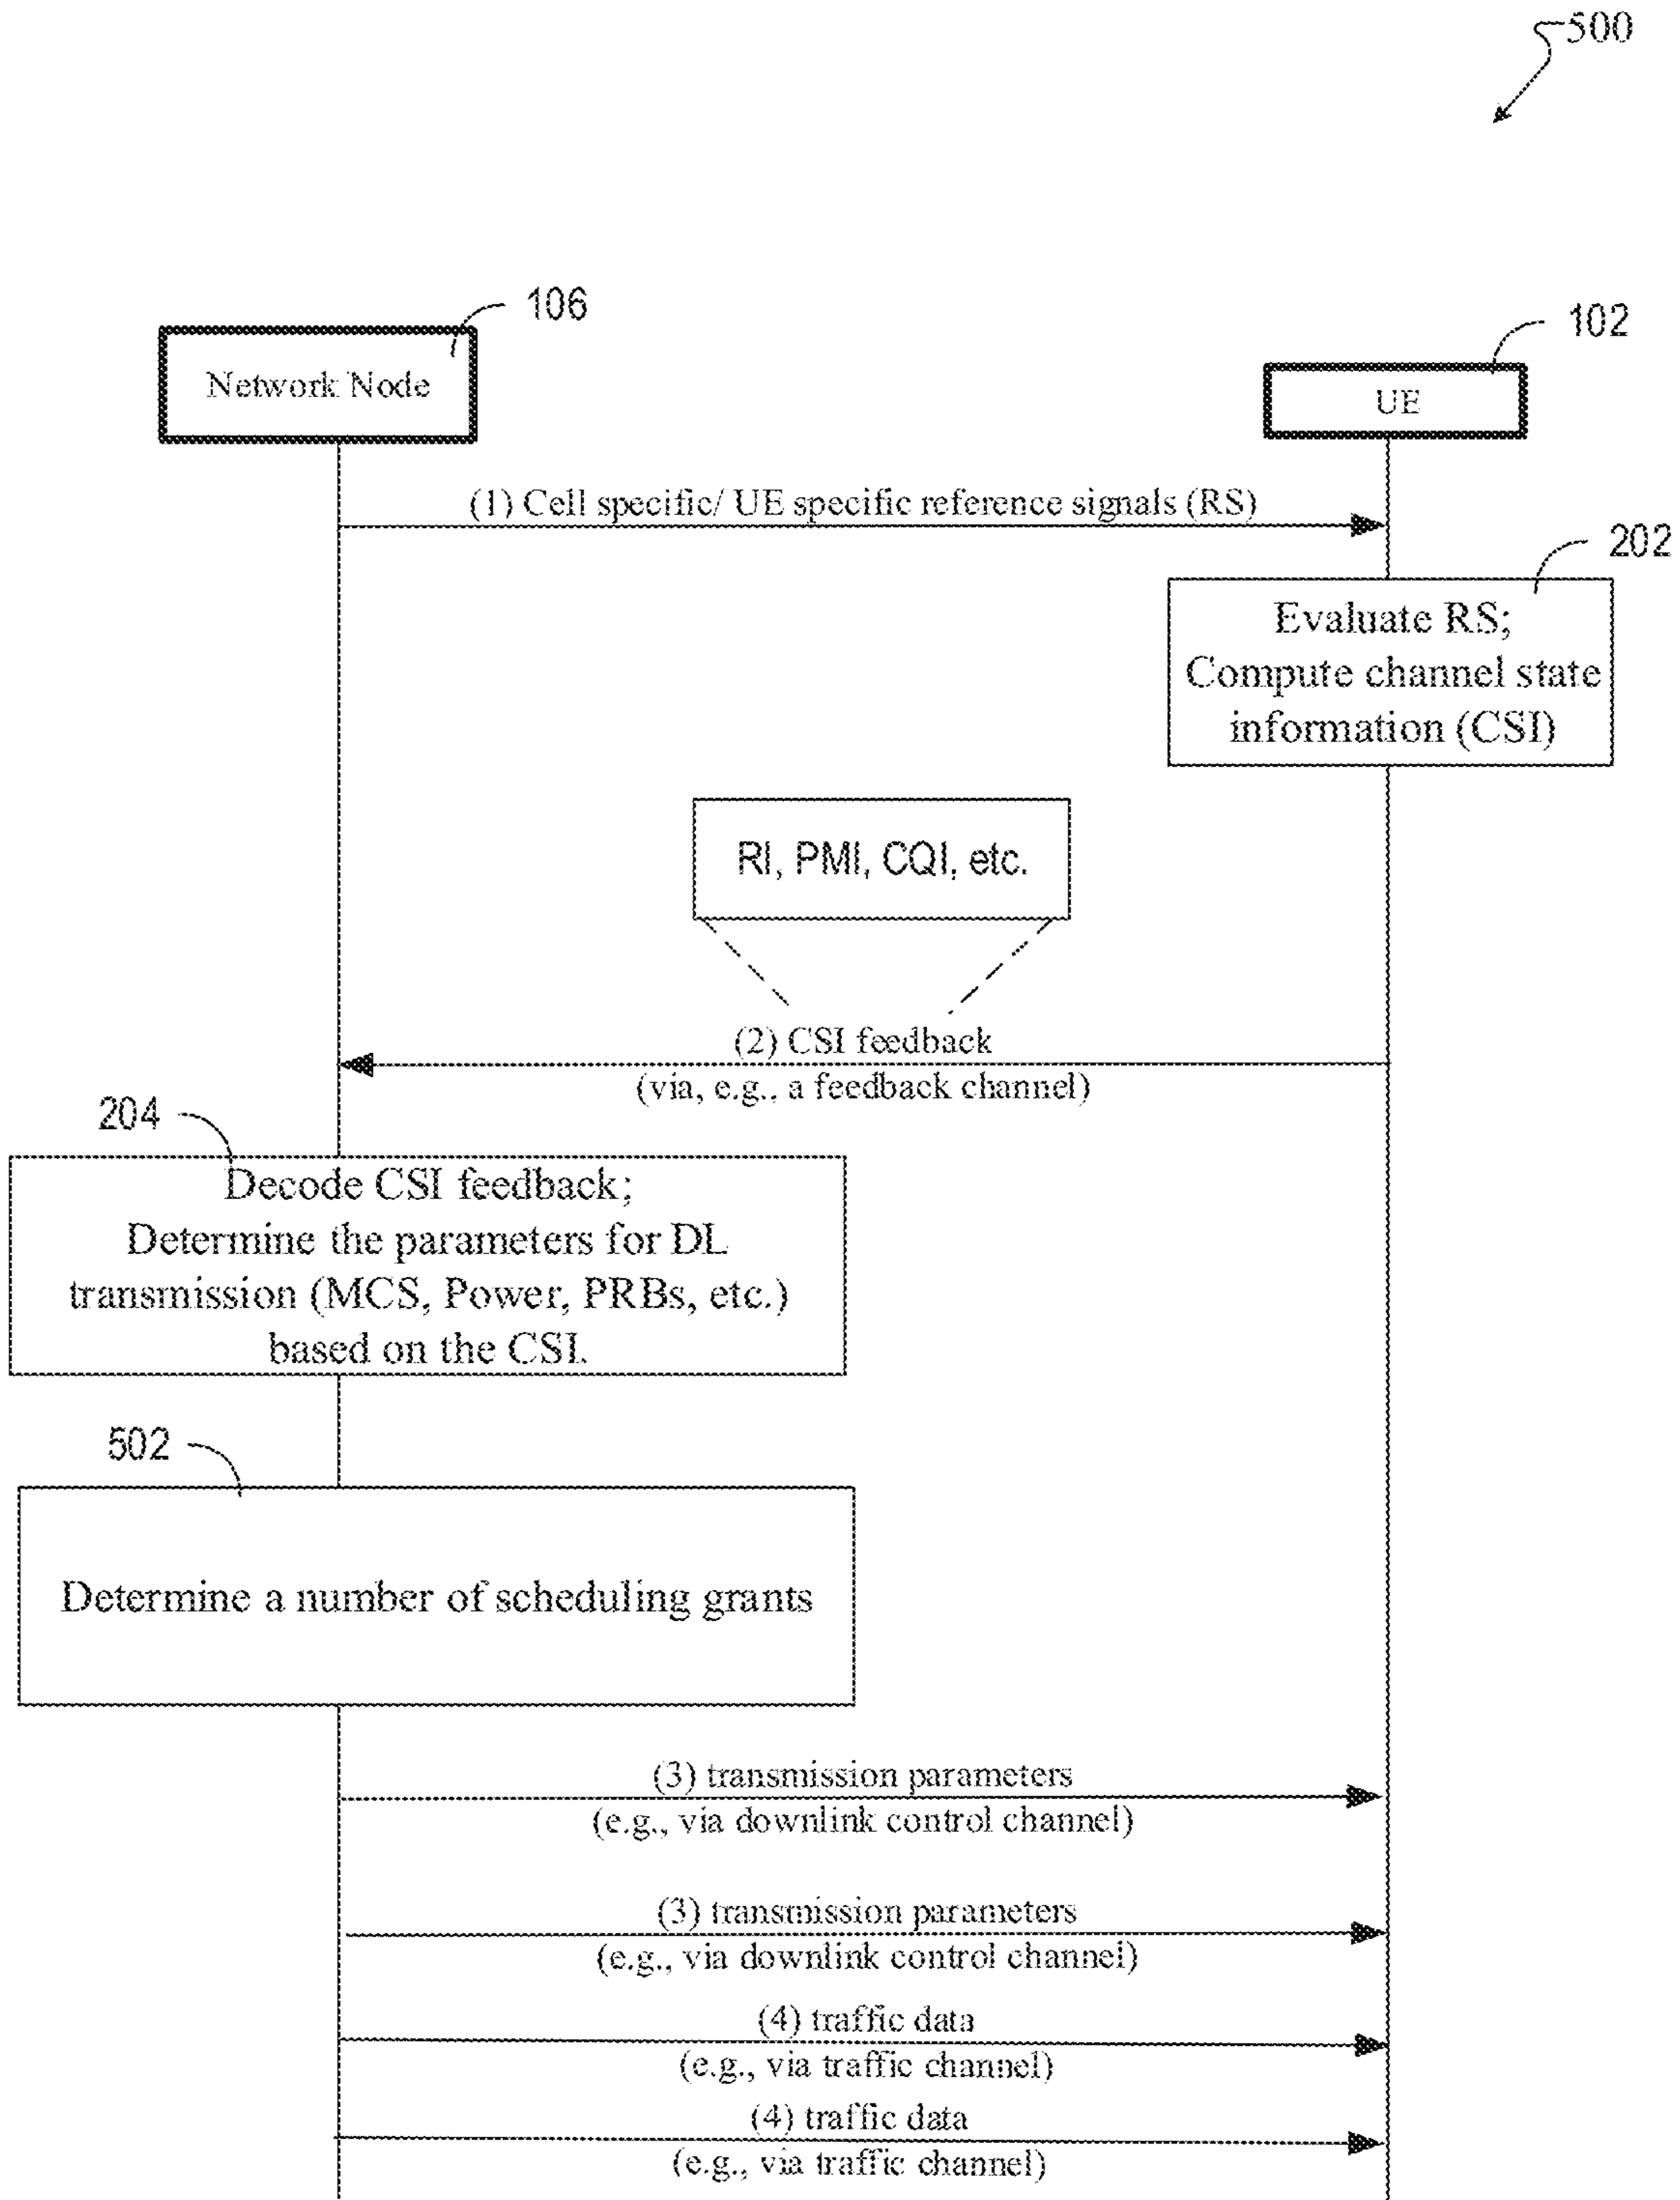 500
106
Network Node
102
UE
(1) Cell specific/ UE specific reference signals (RS)
202
Evaluate RS;
Compute channel state
information (CSI)
RI, PMI, CQI, etc.
(2) CSI feedback
(via, e.g., a feedback channel)
204
Decode CSI feedback;
Determine the parameters for DL
transmission (MCS, Power, PRBs, etc.)
based on the CSI.
502
Determine a number of scheduling grants
(3) transmission parameters
(e.g., via downlink control channel)
(3) transmission parameters
(e.g., via downlink control channel)
(4) traffic data
(e.g., via traffic channel)
(4) traffic data
(e.g., via traffic channel)